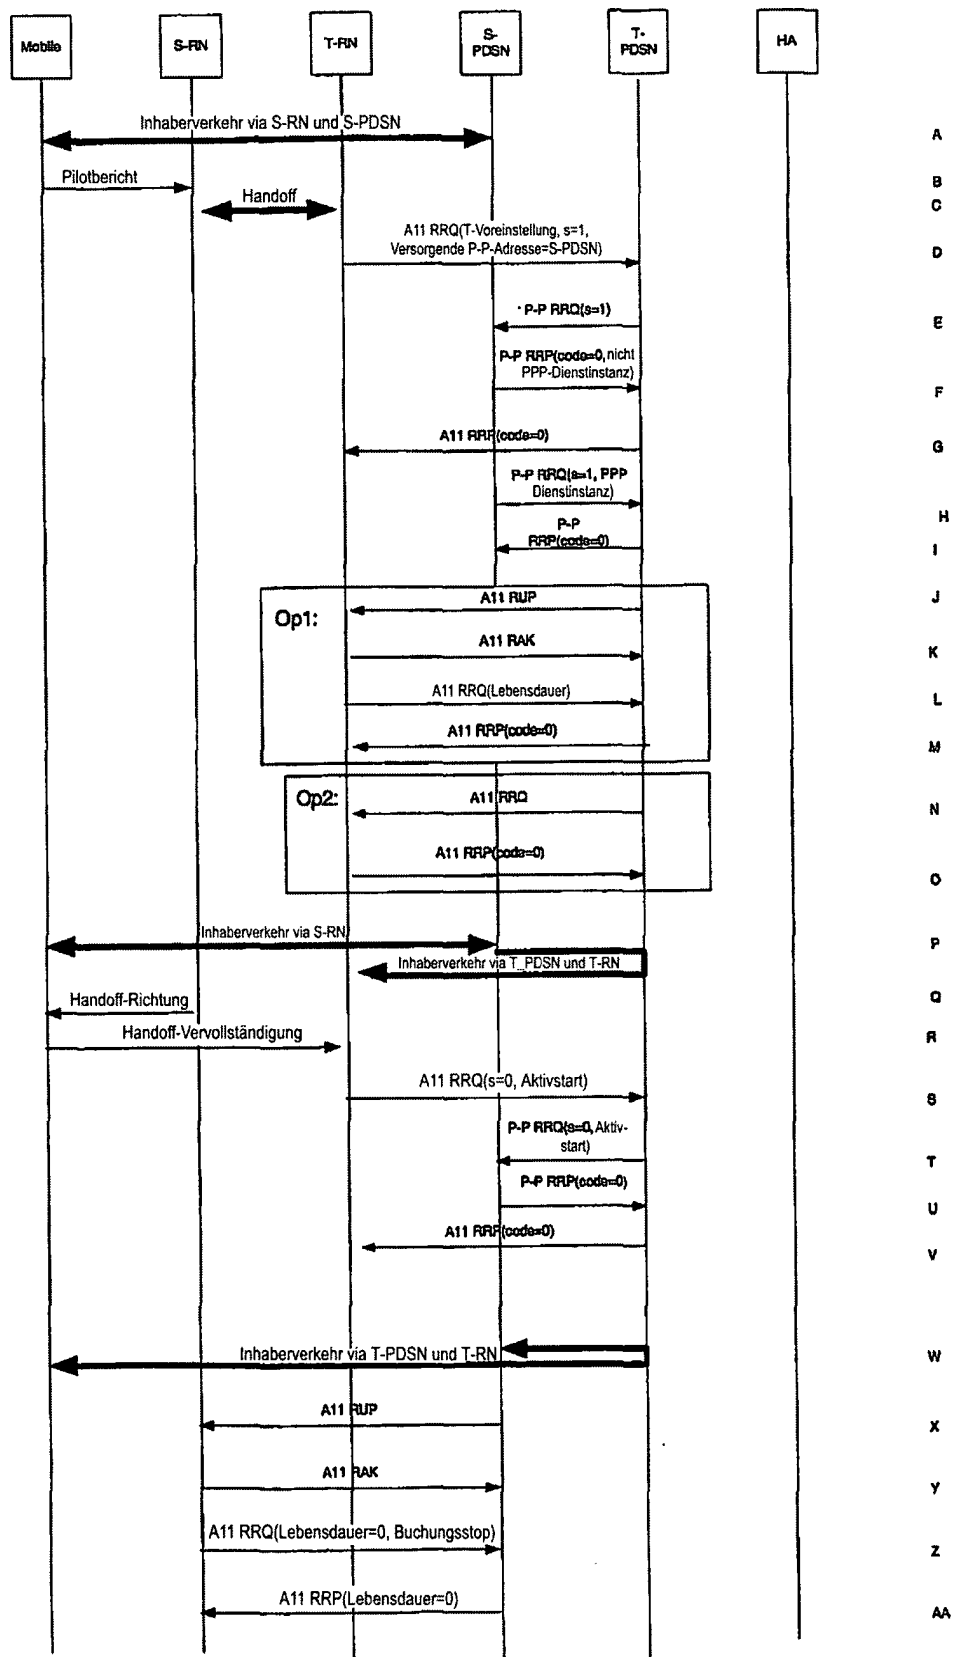 Mobile
S-RN
T-RN
S-
PDSN
T-
PDSN
HA
Inhaberverkehr via S-RN und S-PDSN
A
Pilotbericht
B
Handoff
C
A11 RRQ(T-Voreinstellung, s=1,
Versorgende P-P-Adresse=S-PDSN)
D
P-P RRQ(s=1)
E
P-P RRP(code=0, nicht
PPP-Dienstinstanz)
F
A11 RRP(code=0)
G
P-P RRQ(s=1, PPP
Dienstinstanz)
H
P-P
RRP(code=0)
I
Op1:
A11 RUP
J
A11 RAK
K
A11 RRQ(Lebensdauer)
L
A11 RRP(code=0)
M
Op2:
A11 RRQ
N
A11 RRP(code=0)
O
Inhaberverkehr via S-RN
P
Inhaberverkehr via T_PDSN und T-RN
Handoff-Richtung
Q
Handoff-Vervollständigung
R
A11 RRQ(s=0, Aktivstart)
S
P-P RRQ(s=0, Aktiv-
start)
T
P-P RRP(code=0)
U
A11 RRP(code=0)
V
Inhaberverkehr via T-PDSN und T-RN
W
A11 RUP
X
A11 RAK
Y
A11 RRQ(Lebensdauer=0, Buchungsstop)
Z
A11 RRP(Lebensdauer=0)
AA